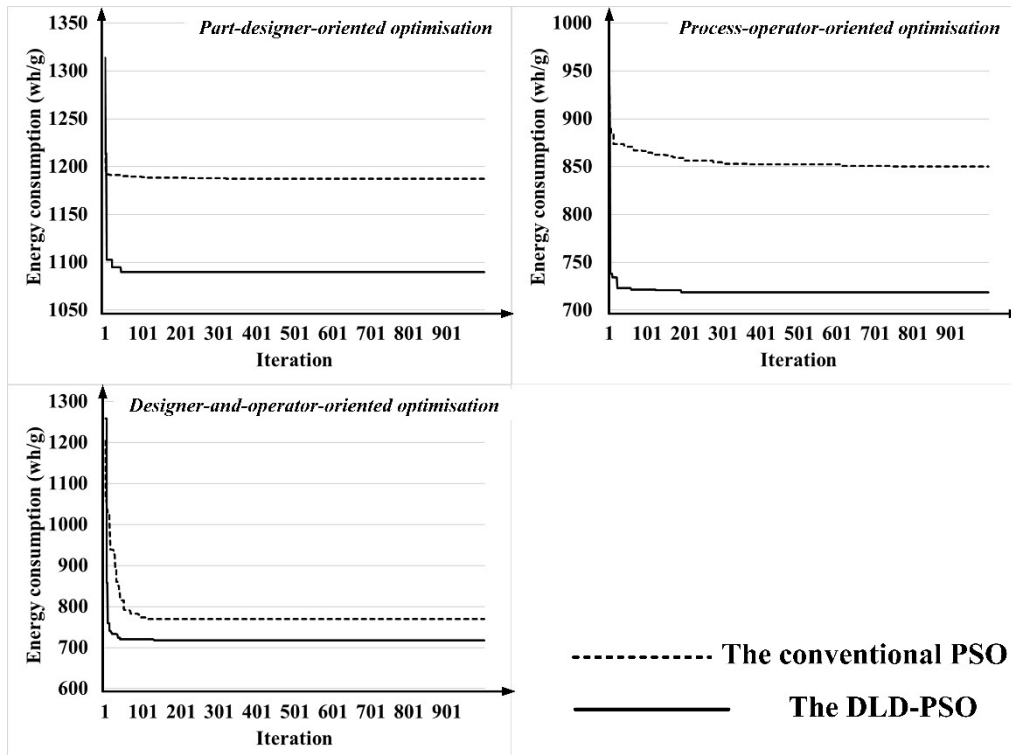 Part-designer-oriented optimisation
Energy consumption (wh/g)
1350
1300
1250
1200
1150
1100
1050
1 101 201 301 401 501 601 701 801 901
Iteration
Process-operator-oriented optimisation
Energy consumption (wh/g)
1000
950
900
850
800
750
700
1 101 201 301 401 501 601 701 801 901
Iteration
Designer-and-operator-oriented optimisation
Energy consumption (wh/g)
1300
1200
1100
1000
900
800
700
600
1 101 201 301 401 501 601 701 801 901
Iteration
The conventional PSO
The DLD-PSO